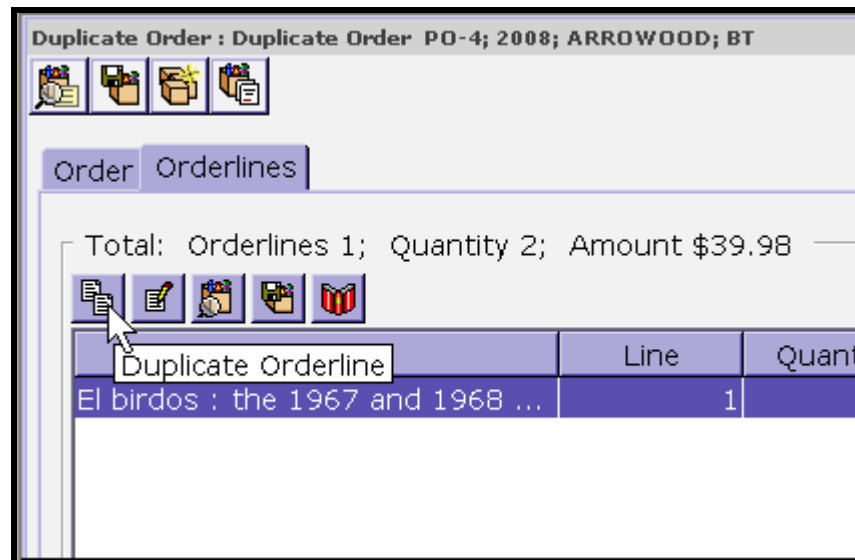 Duplicate Order : Duplicate Order PO-4; 2008; ARROWOOD; BT
Order Orderlines
Total: Orderlines 1; Quantity 2; Amount $39.98
Duplicate Orderline
Line Quant
El birdos : the 1967 and 1968 ... 1